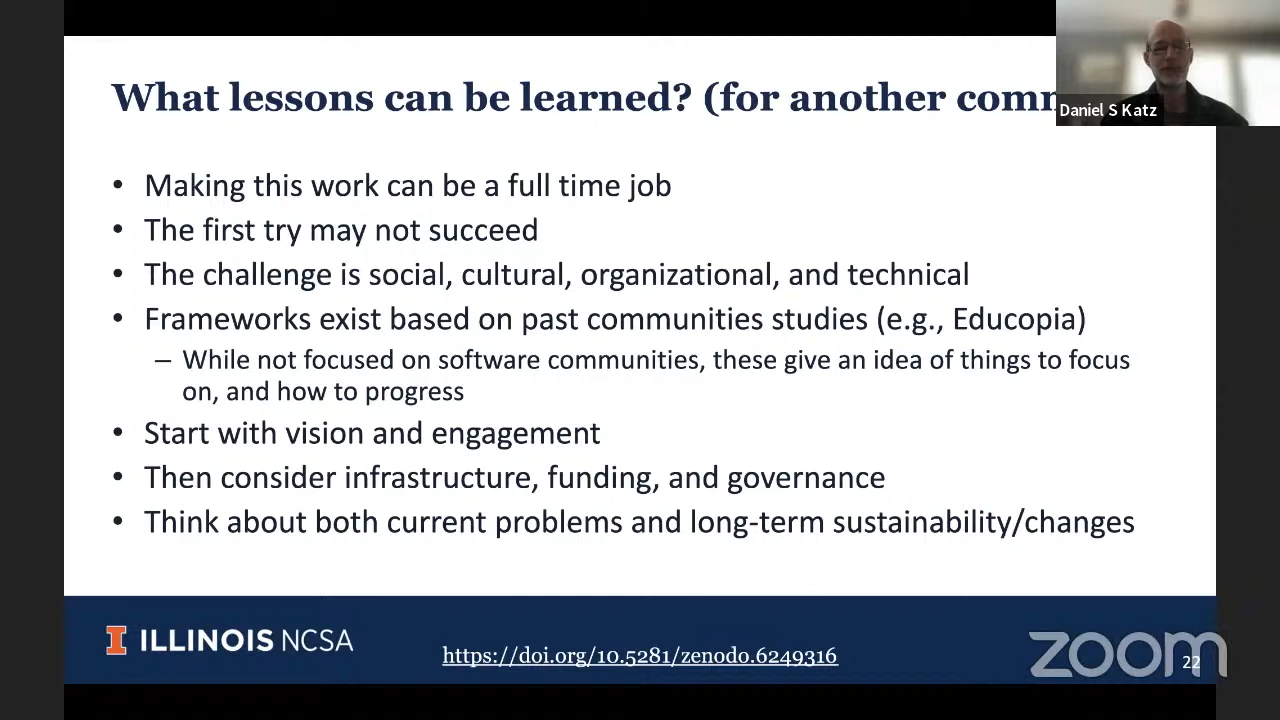 What lessons can be learned? (for another comm
Daniel S Katz
• Making this work can be a full time job
• The first try may not succeed
• The challenge is social, cultural, organizational, and technical
• Frameworks exist based on past communities studies (e.g., Educopia)
– While not focused on software communities, these give an idea of things to focus
on, and how to progress
• Start with vision and engagement
• Then consider infrastructure, funding, and governance
• Think about both current problems and long-term sustainability/changes
I ILLINOIS NCSA
https://doi.org/10.5281/zenodo.6249316
zoom
22